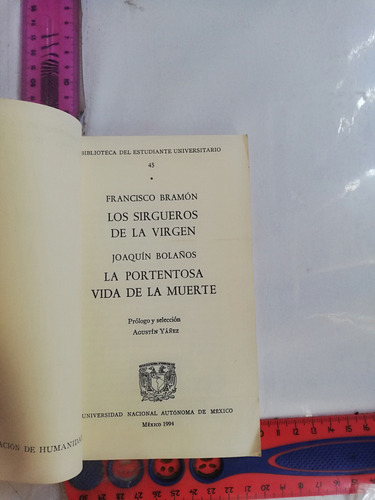 BIBLIOTECA DEL ESTUDIANTE UNIVERSITARIO
45
FRANCISCO BRAMÓN
LOS SIRGUEROS
DE LA VIRGEN
JOAQUÍN BOLAÑOS
LA PORTENTOSA
VIDA DE LA MUERTE
Prólogo y selección
AGUSTÍN YÁÑEZ
UNIVERSIDAD NACIONAL AUTÓNOMA DE MÉXICO
MÉXICO 1994
ACIÓN DE HUMANID